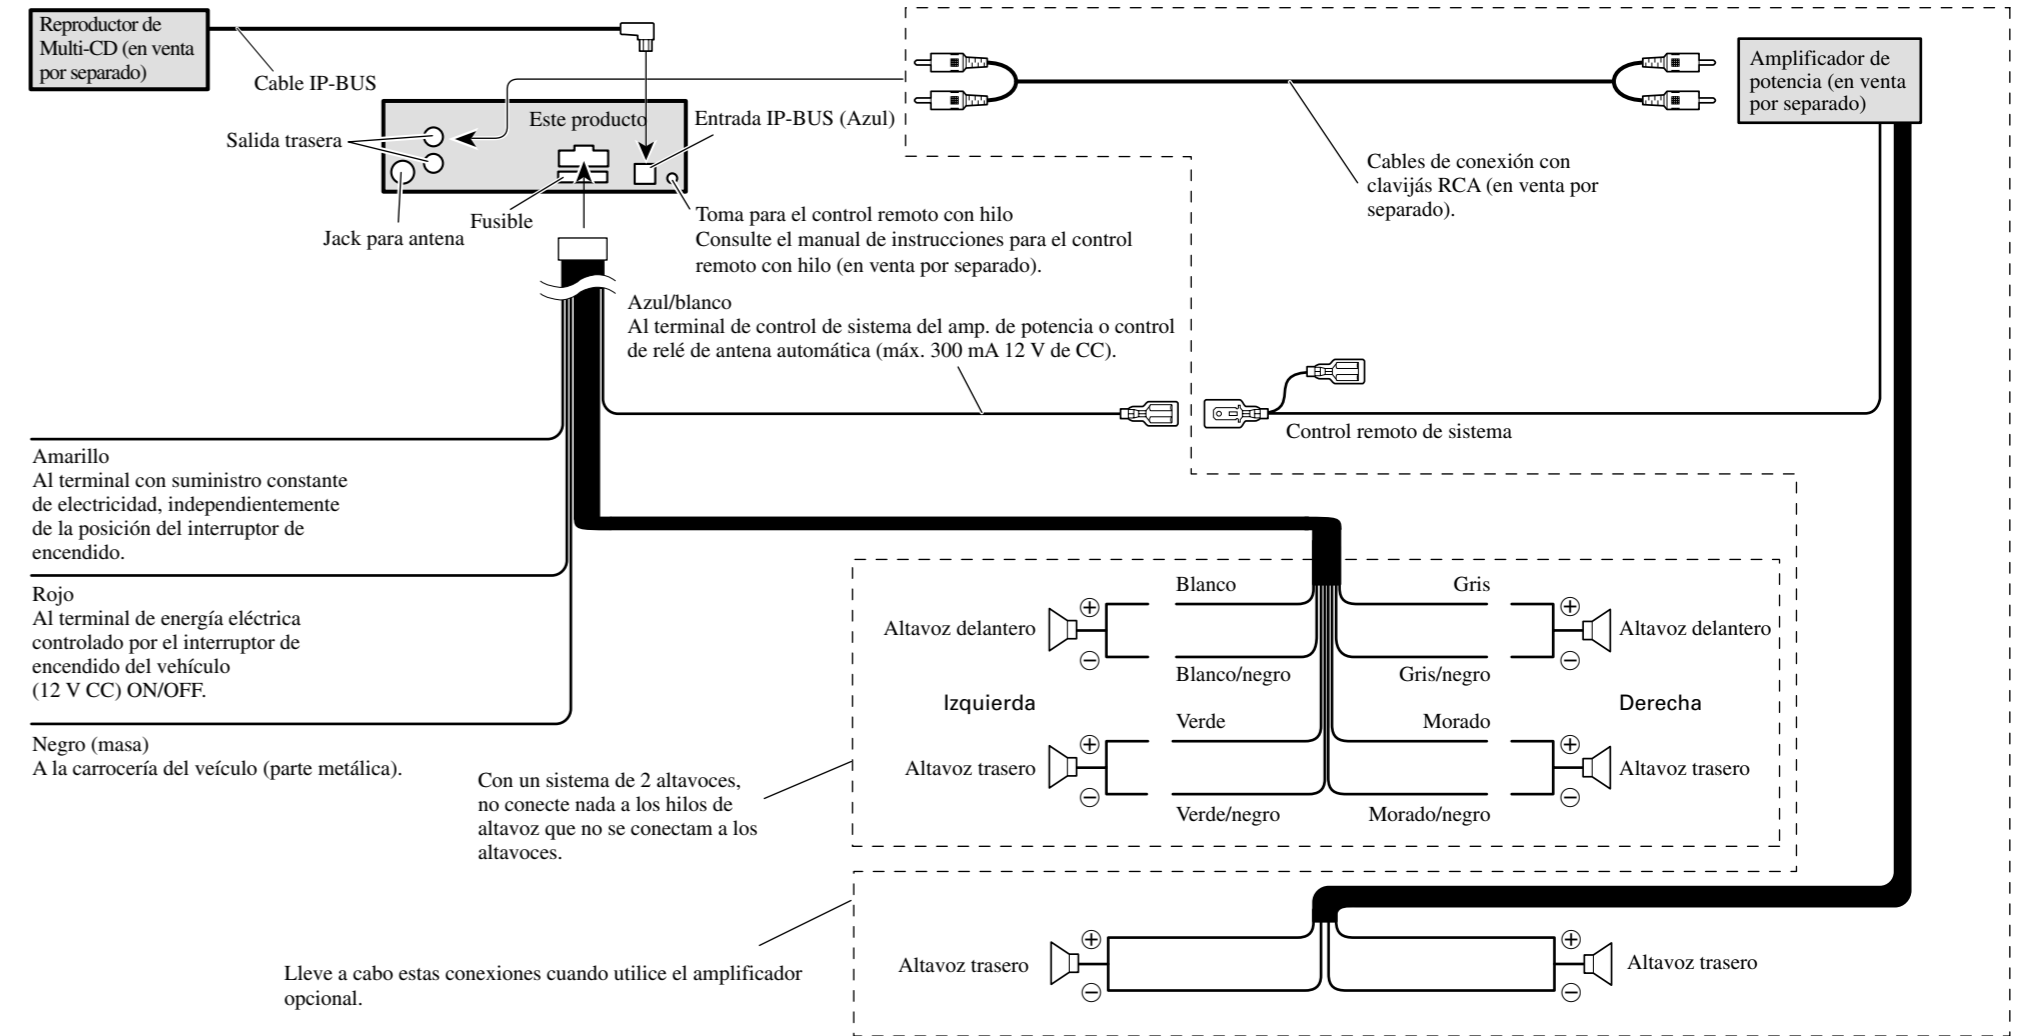 Reproductor de
Multi-CD (en venta
por separado)
Cable IP-BUS
Este producto
Entrada IP-BUS (Azul)
Salida trasera
Jack para antena
Fusible
Toma para el control remoto con hilo
Consulte el manual de instrucciones para el control
remoto con hilo (en venta por separado).
Amplificador de
potencia (en venta
por separado)
Cables de conexión con
clavijás RCA (en venta por
separado).
Azul/blanco
Al terminal de control de sistema del amp. de potencia o control
de relé de antena automática (máx. 300 mA 12 V de CC).
Control remoto de sistema
Amarillo
Al terminal con suministro constante
de electricidad, independientemente
de la posición del interruptor de
encendido.
Rojo
Al terminal de energía eléctrica
controlado por el interruptor de
encendido del vehículo
(12 V CC) ON/OFF.
Negro (masa)
A la carrocería del veículo (parte metálica).
Blanco
Gris
⊕
⊕
Altavoz delantero
Altavoz delantero
⊖
⊖
Blanco/negro
Gris/negro
Izquierda
Derecha
Verde
Morado
⊕
⊕
Altavoz trasero
Altavoz trasero
⊖
⊖
Verde/negro
Morado/negro
Con un sistema de 2 altavoces,
no conecte nada a los hilos de
altavoz que no se conectam a los
altavoces.
⊕
⊕
Altavoz trasero
Altavoz trasero
⊖
⊖
Lleve a cabo estas conexiones cuando utilice el amplificador
opcional.